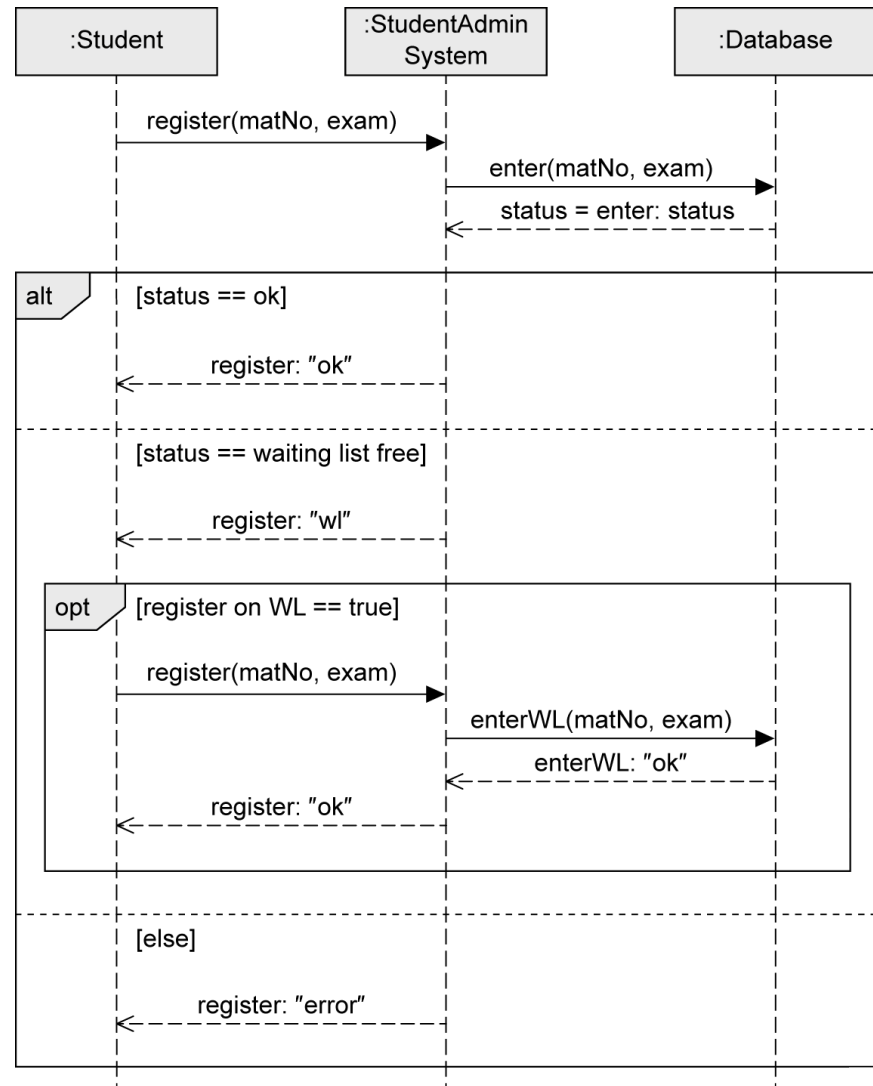 :Student
:StudentAdmin
System
:Database
register(matNo, exam)
enter(matNo, exam)
status = enter: status
alt
[status == ok]
register: "ok"
[status == waiting list free]
register: "wl"
opt
[register on WL == true]
register(matNo, exam)
enterWL(matNo, exam)
enterWL: "ok"
register: "ok"
[else]
register: "error"